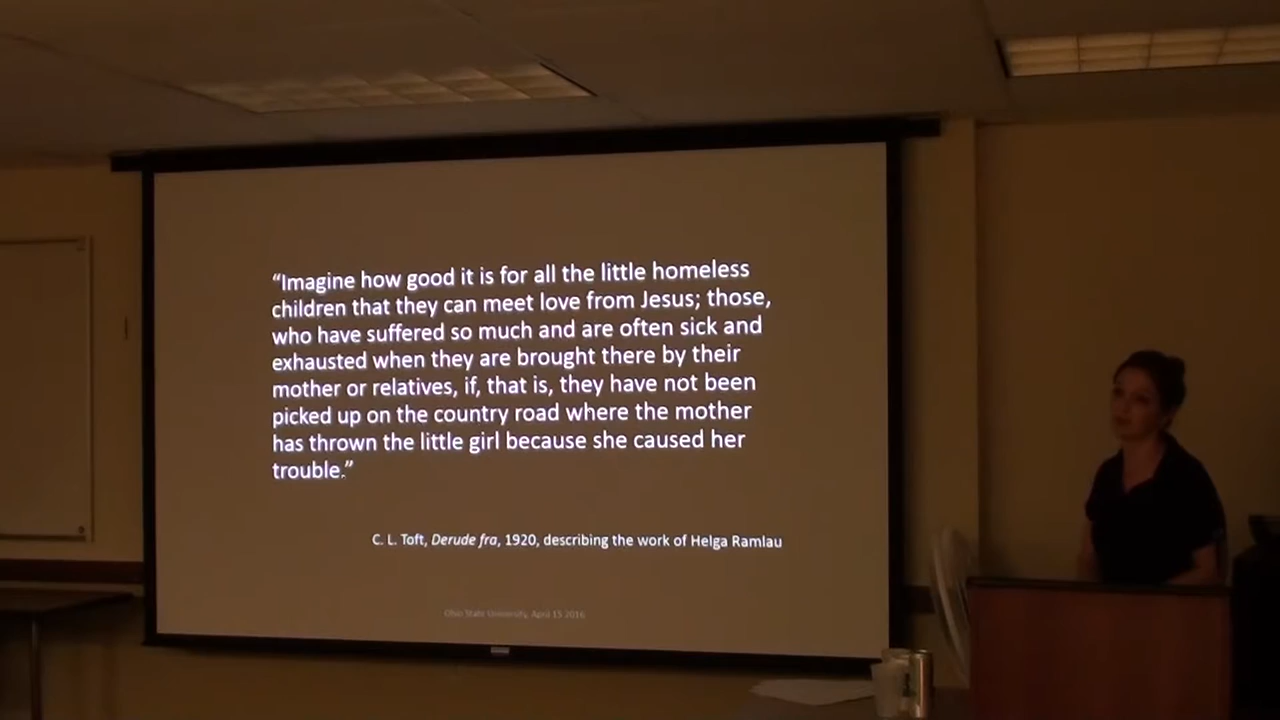 “Imagine how good it is for all the little homeless
children that they can meet love from Jesus; those,
who have suffered so much and are often sick and
exhausted when they are brought there by their
mother or relatives, if, that is, they have not been
picked up on the country road where the mother
has thrown the little girl because she caused her
trouble.”
C. L. Toft, Derude fra, 1920, describing the work of Helga Ramlau
Ohio State University, April 15 2016